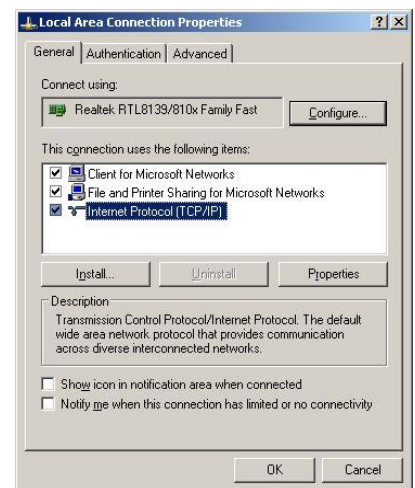 Local Area Connection Properties
General Authentication Advanced
Connect using:
Realtek RTL8139/810x Family Fast
Configure...
This connection uses the following items:
Client for Microsoft Networks
File and Printer Sharing for Microsoft Networks
Internet Protocol (TCP/IP)
Install... Uninstall Properties
Description
Transmission Control Protocol/Internet Protocol. The default
wide area network protocol that provides communication
across diverse interconnected networks.
Show icon in notification area when connected
Notify me when this connection has limited or no connectivity
OK Cancel